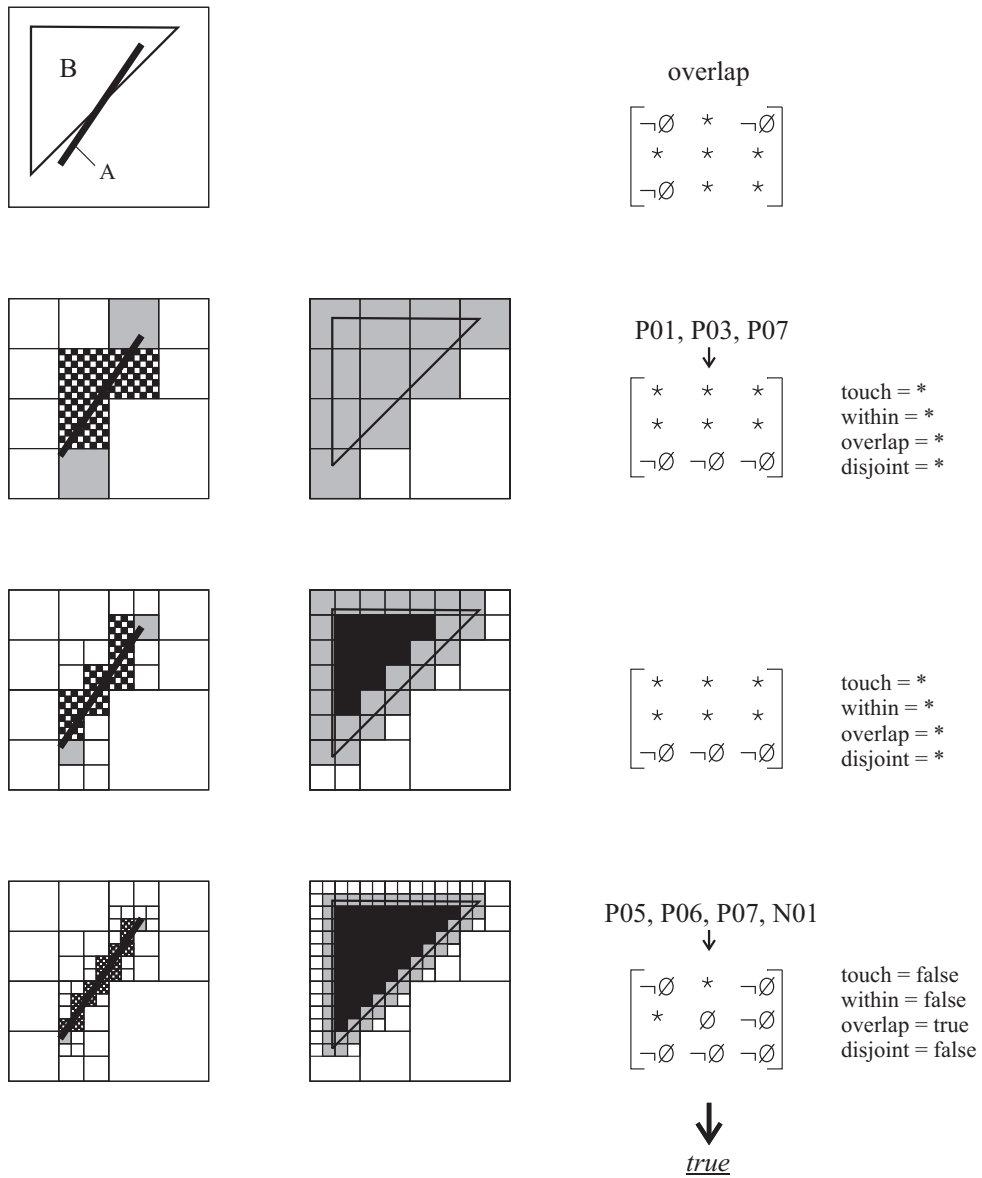 B
A
overlap
¬∅ * ¬∅
* * *
¬∅ * *
P01, P03, P07
↓
* * *
* * *
¬∅ ¬∅ ¬∅
touch = *
within = *
overlap = *
disjoint = *
* * *
* * *
¬∅ ¬∅ ¬∅
touch = *
within = *
overlap = *
disjoint = *
P05, P06, P07, N01
↓
¬∅ * ¬∅
* ∅ ¬∅
¬∅ ¬∅ ¬∅
touch = false
within = false
overlap = true
disjoint = false
↓
true